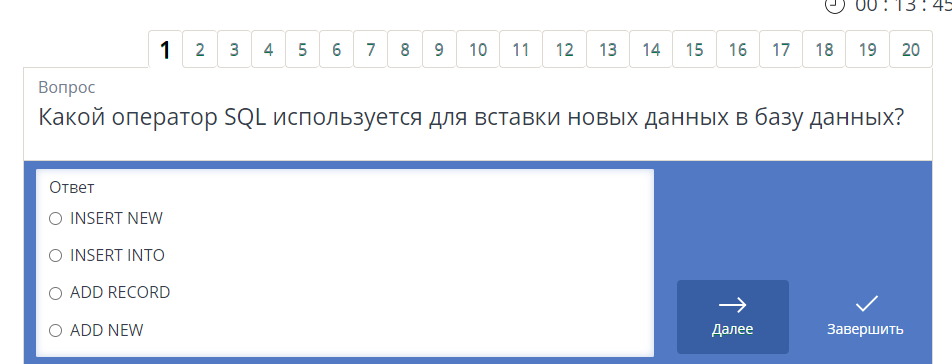 00 : 13 : 45
1 2 3 4 5 6 7 8 9 10 11 12 13 14 15 16 17 18 19 20
Вопрос
Какой оператор SQL используется для вставки новых данных в базу данных?
Ответ
INSERT NEW
INSERT INTO
ADD RECORD
ADD NEW
Далее
Завершить